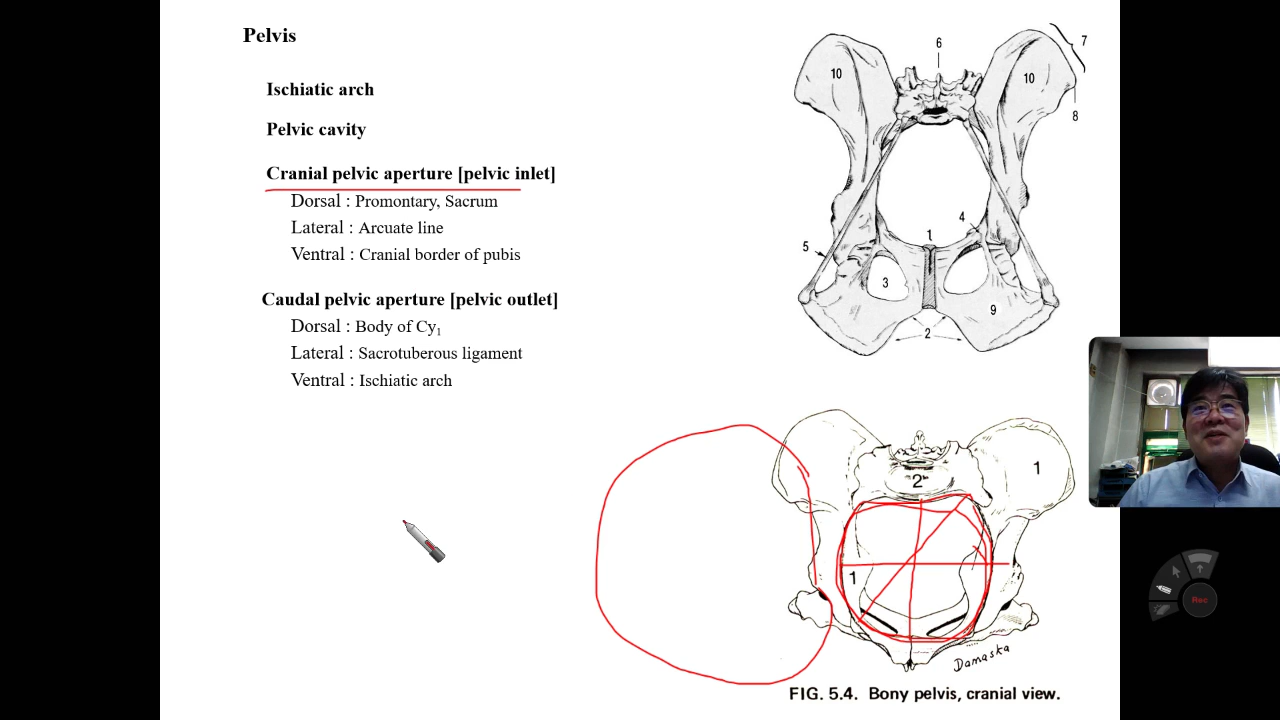 Pelvis
Ischiatic arch
Pelvic cavity
Cranial pelvic aperture [pelvic inlet]
Dorsal : Promontary, Sacrum
Lateral : Arcuate line
Ventral : Cranial border of pubis
Caudal pelvic aperture [pelvic outlet]
Dorsal : Body of Cy₁
Lateral : Sacrotuberous ligament
Ventral : Ischiatic arch
6
7
10
10
8
4
1
5
3
9
2
1
2
1
Damaska
FIG. 5.4. Bony pelvis, cranial view.
Rec